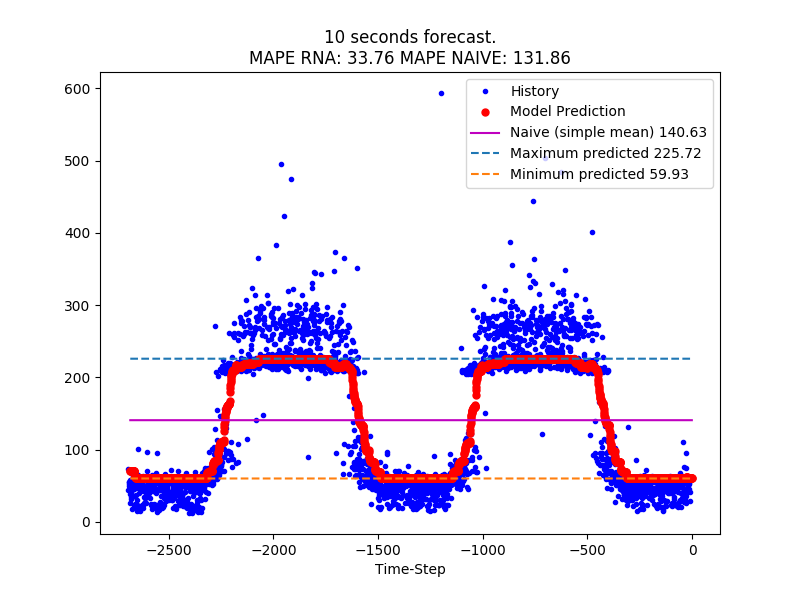 10 seconds forecast.
MAPE RNA: 33.76 MAPE NAIVE: 131.86
600
500
400
300
200
100
0
History
Model Prediction
Naive (simple mean) 140.63
Maximum predicted 225.72
Minimum predicted 59.93
−2500 −2000 −1500 −1000 −500 0
Time-Step